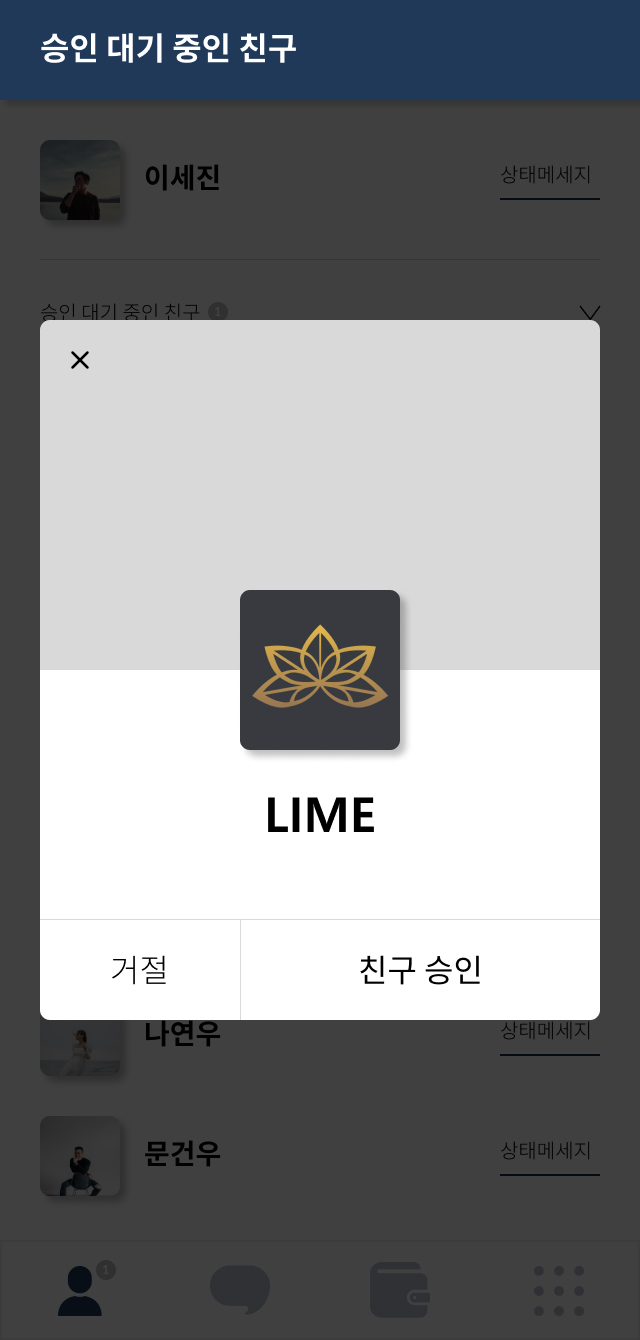 승인 대기 중인 친구
이세진
상태메세지
승인 대기 중인 친구 1
LIME
거절
친구 승인
나연우
상태메세지
문건우
상태메세지
1